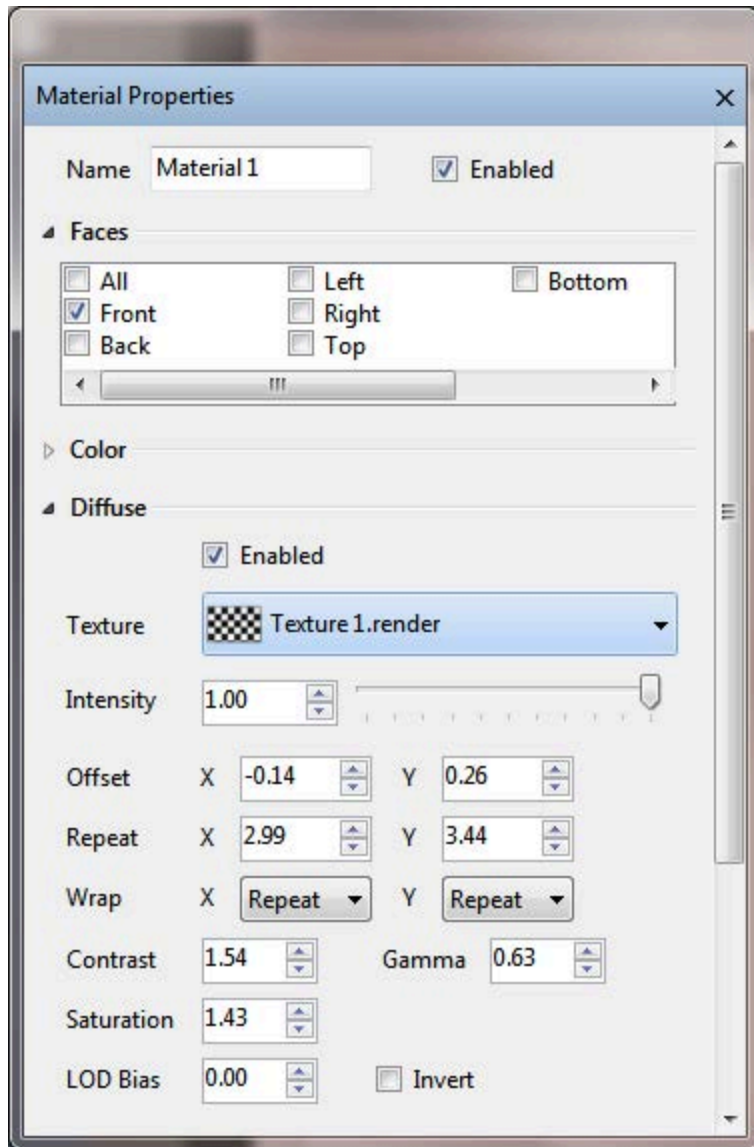 Material Properties
Name Material 1 Enabled
Faces
All Left Bottom
Front Right
Back Top
Color
Diffuse
Enabled
Texture Texture 1.render
Intensity 1.00
Offset X -0.14 Y 0.26
Repeat X 2.99 Y 3.44
Wrap X Repeat Y Repeat
Contrast 1.54 Gamma 0.63
Saturation 1.43
LOD Bias 0.00 Invert